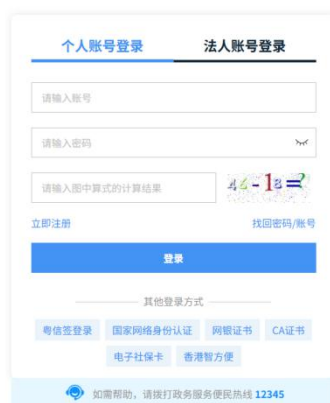 个人账号登录 法人账号登录
请输入账号
请输入密码
请输入图中算式的计算结果
立即注册 找回密码/账号
登录
其他登录方式
粤信签登录 国家网络身份认证 网银证书 CA证书
电子社保卡 香港智方便
如需帮助，请拨打政务服务便民热线 12345